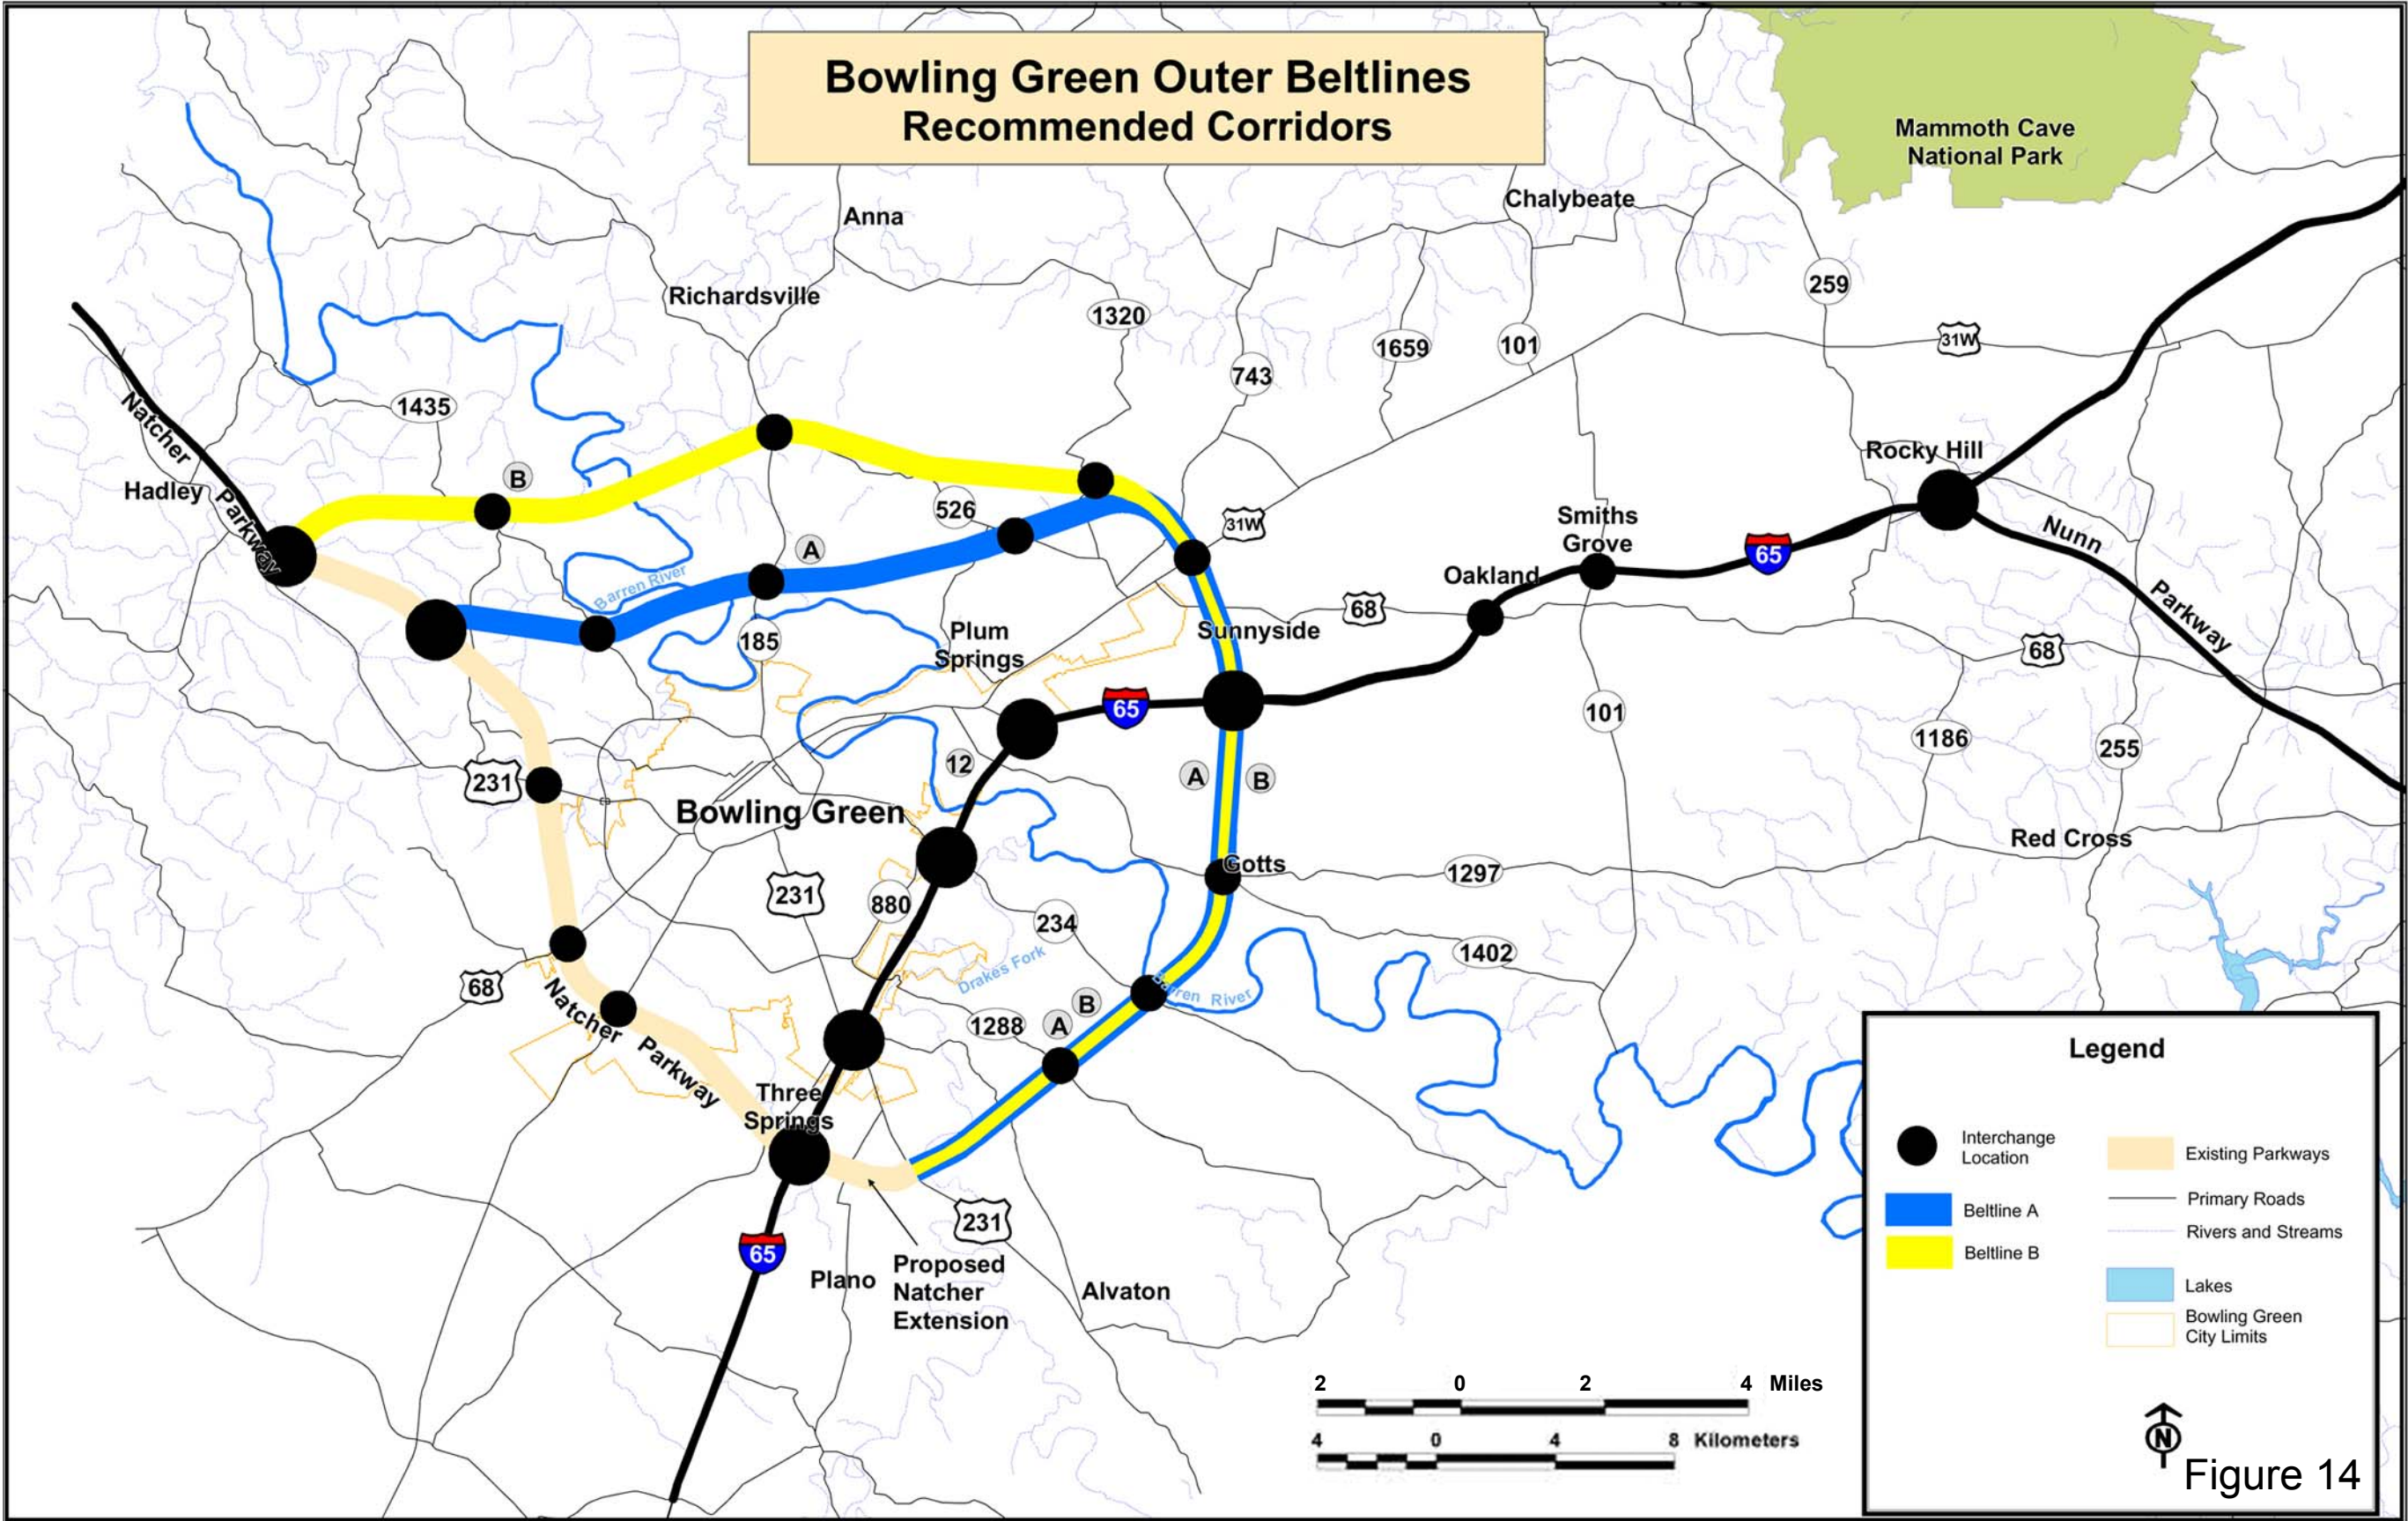 Bowling Green Outer Beltlines
Recommended Corridors
Mammoth Cave
National Park
Chalybeate
Anna
259
Richardsville
1320
31W
1659
101
743
1435
Natcher
Rocky Hill
B
Hadley
Parkway
526
31W
Smiths
Grove
Nunn
A
65
Oakland
Barren River
68
Parkway
185
Plum
Springs
Sunnyside
68
65
101
1186
255
12
231
A
B
Bowling Green
Red Cross
Gotts
1297
231
880
234
1402
Drakes Fork
68
Natcher
Barren River
B
1288
A
Parkway
Three
Springs
231
65
Plano
Proposed
Natcher
Extension
Alvaton
Legend
Interchange
Location
Existing Parkways
Beltline A
Primary Roads
Rivers and Streams
Beltline B
Lakes
Bowling Green
City Limits
2 0 2 4 Miles
4 0 4 8 Kilometers
N
Figure 14